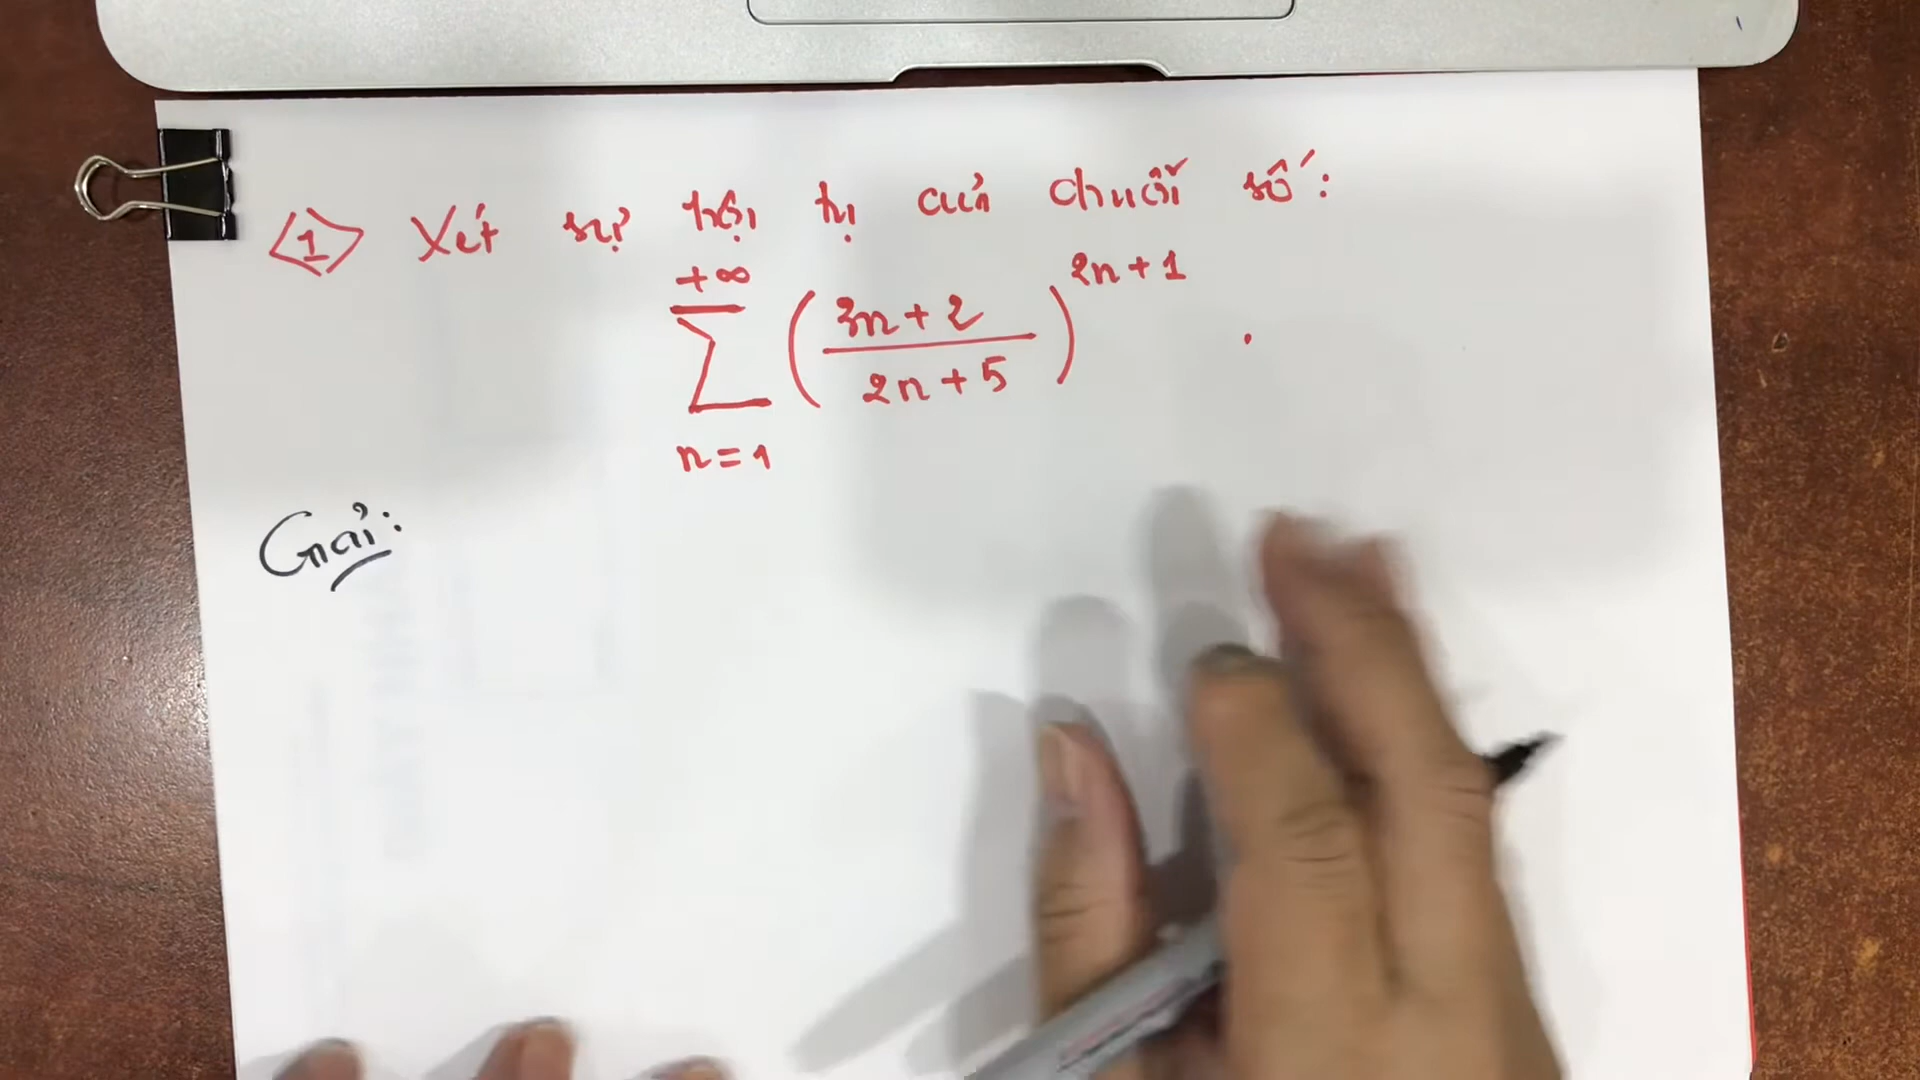 1 Xét sự hội tụ của chuỗi số:
+∞
∑ (3n+2 / 2n+5)^2n+1 .
n=1
Giải: